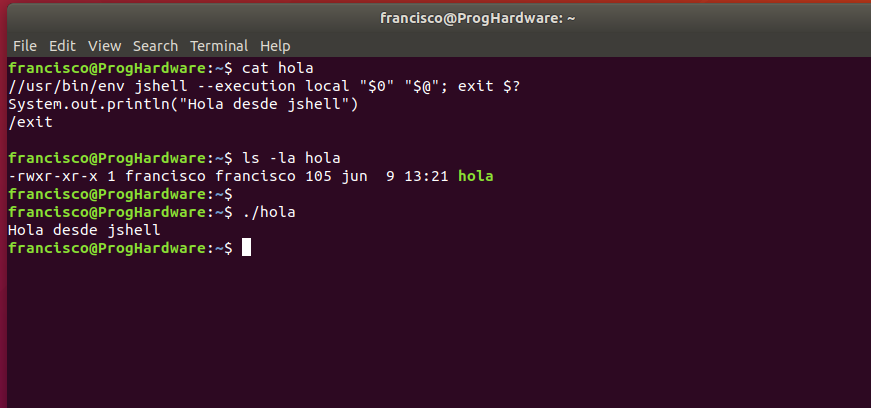 francisco@ProgHardware: ~
File Edit View Search Terminal Help
francisco@ProgHardware:~$ cat hola
//usr/bin/env jshell --execution local "$0" "$@"; exit $?
System.out.println("Hola desde jshell")
/exit
francisco@ProgHardware:~$ ls -la hola
-rwxr-xr-x 1 francisco francisco 105 jun  9 13:21 hola
francisco@ProgHardware:~$
francisco@ProgHardware:~$ ./hola
Hola desde jshell
francisco@ProgHardware:~$